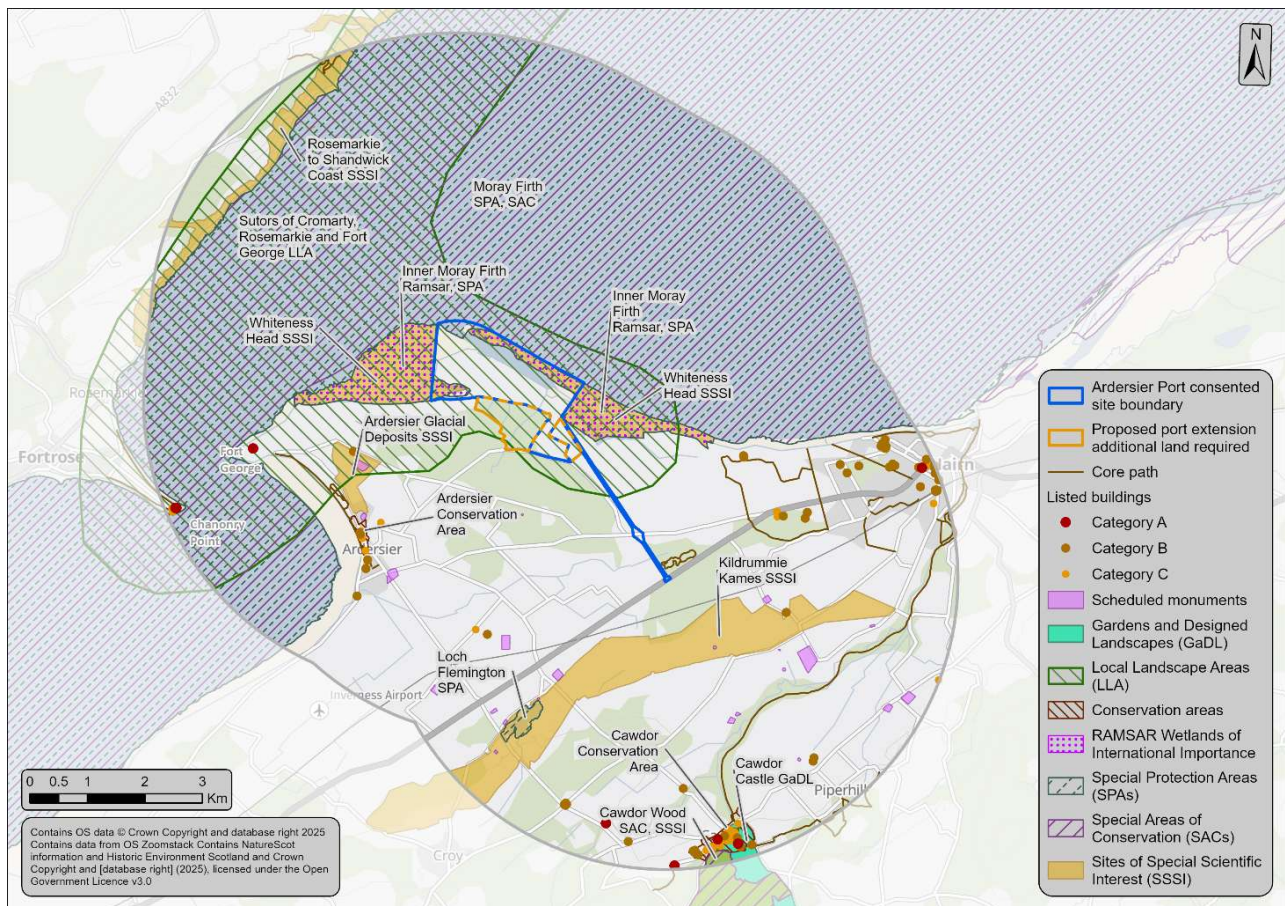 N
A832
Rosemarkie
to Shandwick
Coast SSSI
Moray Firth
SPA, SAC
Sutors of Cromarty,
Rosemarkie and Fort
George LLA
Inner Moray Firth
Ramsar, SPA
Inner Moray
Firth
Ramsar, SPA
Whiteness
Head SSSI
Whiteness
Head SSSI
Ardersier Glacial
Deposits SSSI
Fortrose
Fort
George
Chanonry
Point
Ardersier
Conservation
Area
Ardersier
Nairn
Kildrummie
Kames SSSI
Loch
Flemington
SPA
Inverness Airport
Cawdor
Conservation
Area
Cawdor
Castle GaDL
Piperhill
Cawdor Wood
SAC, SSSI
Croy
0 0.5 1 2 3
Km
Contains OS data © Crown Copyright and database right 2025
Contains data from OS Zoomstack Contains NatureScot
information and Historic Environment Scotland and Crown
Copyright and [database right] (2025), licensed under the Open
Government Licence v3.0
Ardersier Port consented
site boundary
Proposed port extension
additional land required
Core path
Listed buildings
Category A
Category B
Category C
Scheduled monuments
Gardens and Designed
Landscapes (GaDL)
Local Landscape Areas
(LLA)
Conservation areas
RAMSAR Wetlands of
International Importance
Special Protection Areas
(SPAs)
Special Areas of
Conservation (SACs)
Sites of Special Scientific
Interest (SSSI)